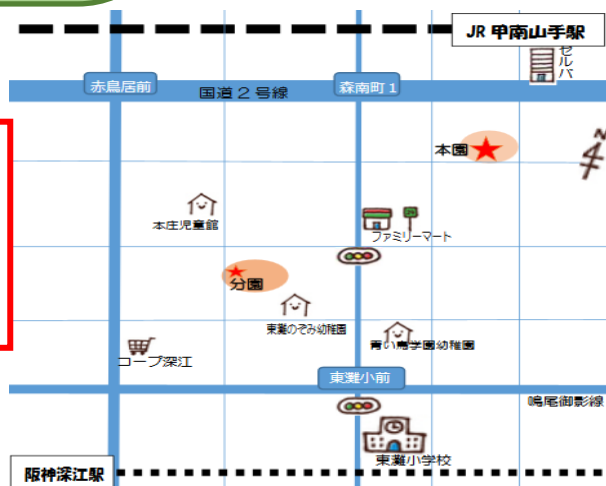 JR 甲南山手駅
セルバ
赤鳥居前
国道２号線
森南町１
本園
N
本庄児童館
ファミリーマート
分園
東灘のぞみ幼稚園
青い鳥学園幼稚園
コープ深江
東灘小前
鳴尾御影線
東灘小学校
阪神深江駅